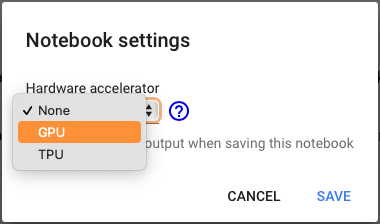 Notebook settings
Hardware accelerator
✓ None
?
GPU
TPU
output when saving this notebook
CANCEL SAVE